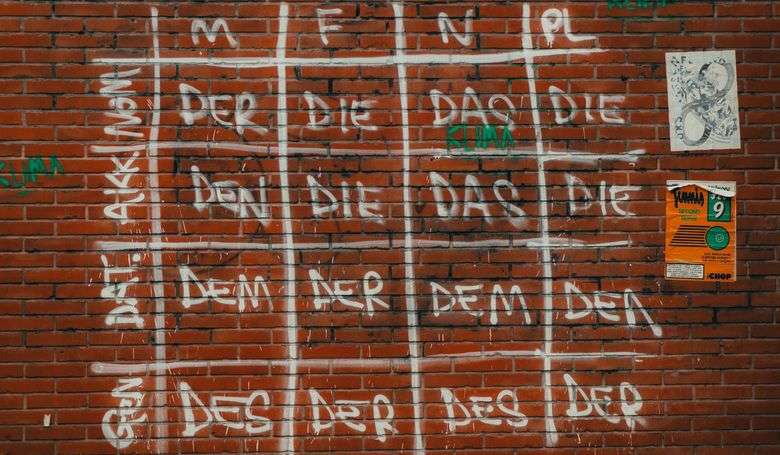 M F N PL
NOM DER DIE DAS DIE
KLIMA
KLIMA
AKK DEN DIE DAS DIE
9
DAT. DEM DER DEM DEN
CHOP
GEN DES DER DES DER